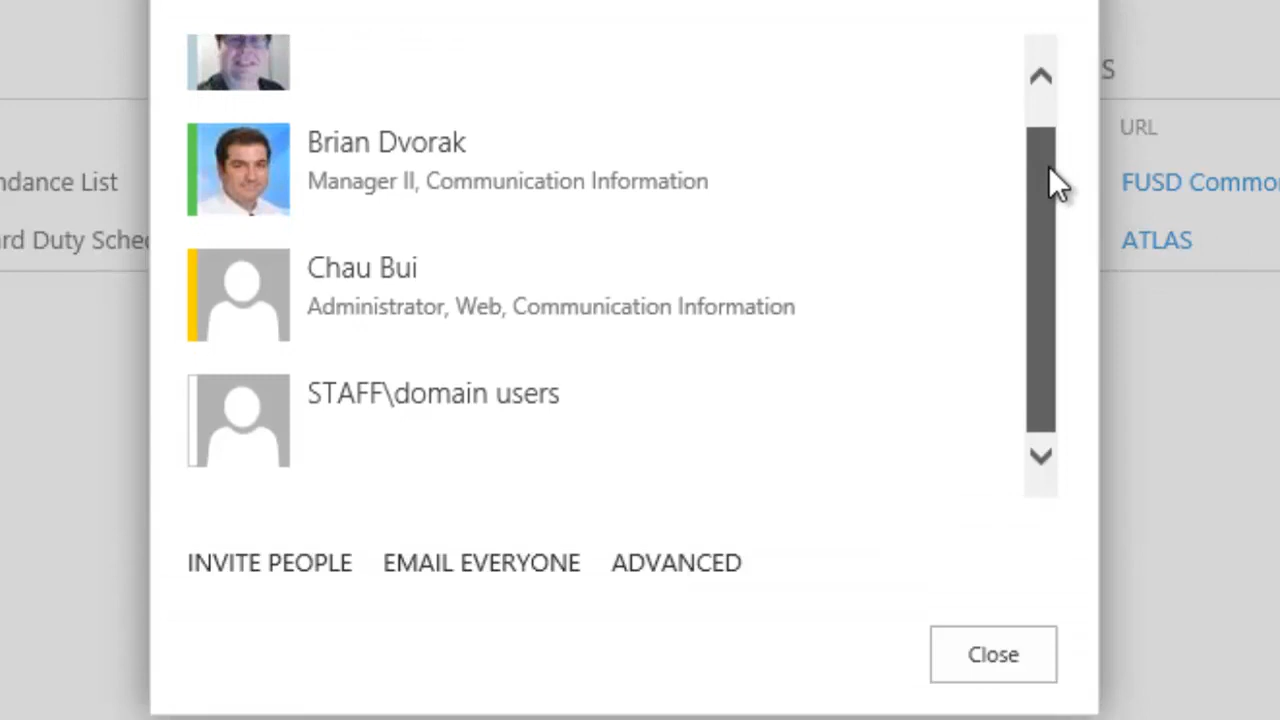 S
Brian Dvorak
Manager II, Communication Information
URL
ndance List
FUSD Commo
Chau Bui
Administrator, Web, Communication Information
rd Duty Sche
ATLAS
STAFF\domain users
INVITE PEOPLE EMAIL EVERYONE ADVANCED
Close